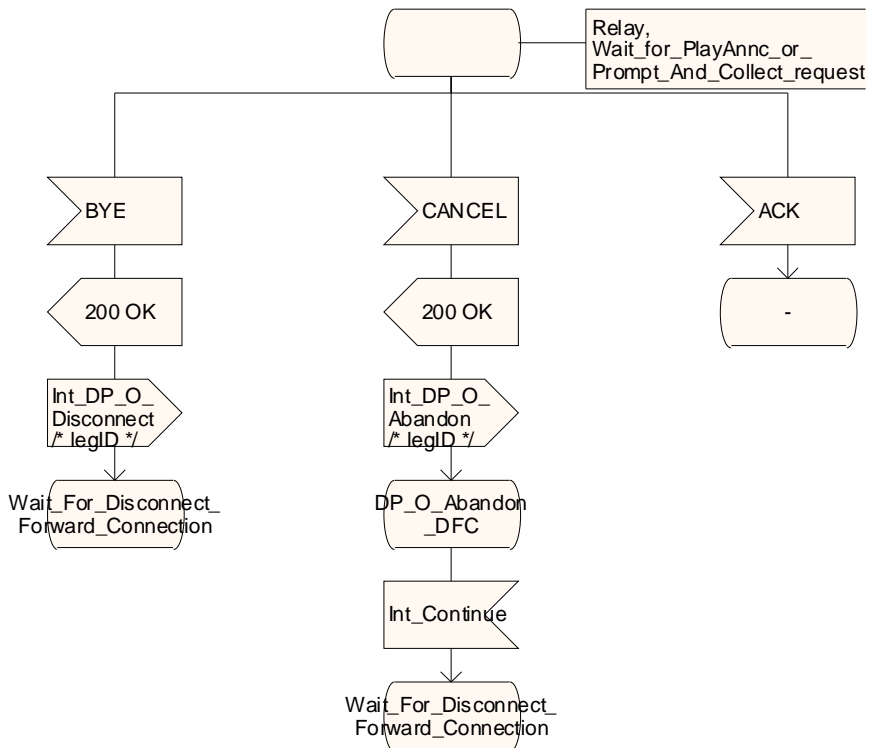 Relay,
Wait_for_PlayAnnc_or_
Prompt_And_Collect_request
BYE
CANCEL
ACK
200 OK
200 OK
-
Int_DP_O_
Disconnect
/* legID */
Int_DP_O_
Abandon
/* legID */
Wait_For_Disconnect_
Forward_Connection
DP_O_Abandon
_DFC
Int_Continue
Wait_For_Disconnect_
Forward_Connection